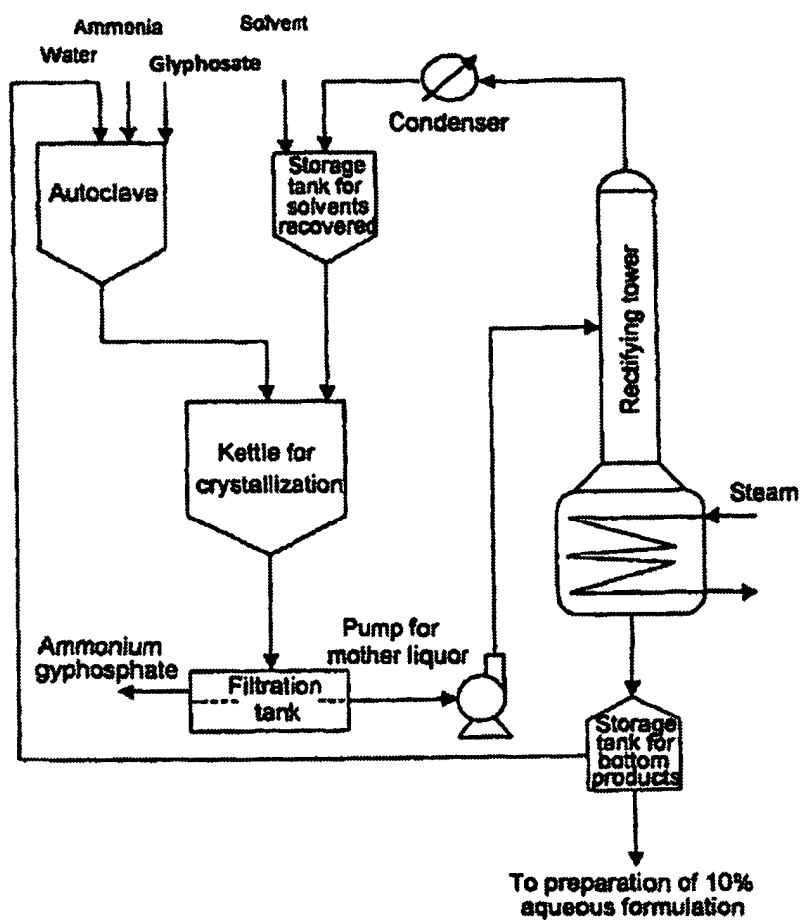 Ammonia
Solvent
Water
Glyphosate
Condenser
Autoclave
Storage
tank for
solvents
recovered
Rectifying tower
Kettle for
crystallization
Steam
Ammonium
gyphosphate
Pump for
mother liquor
Filtration
tank
Storage
tank for
bottom
products
To preparation of 10%
aqueous formulation